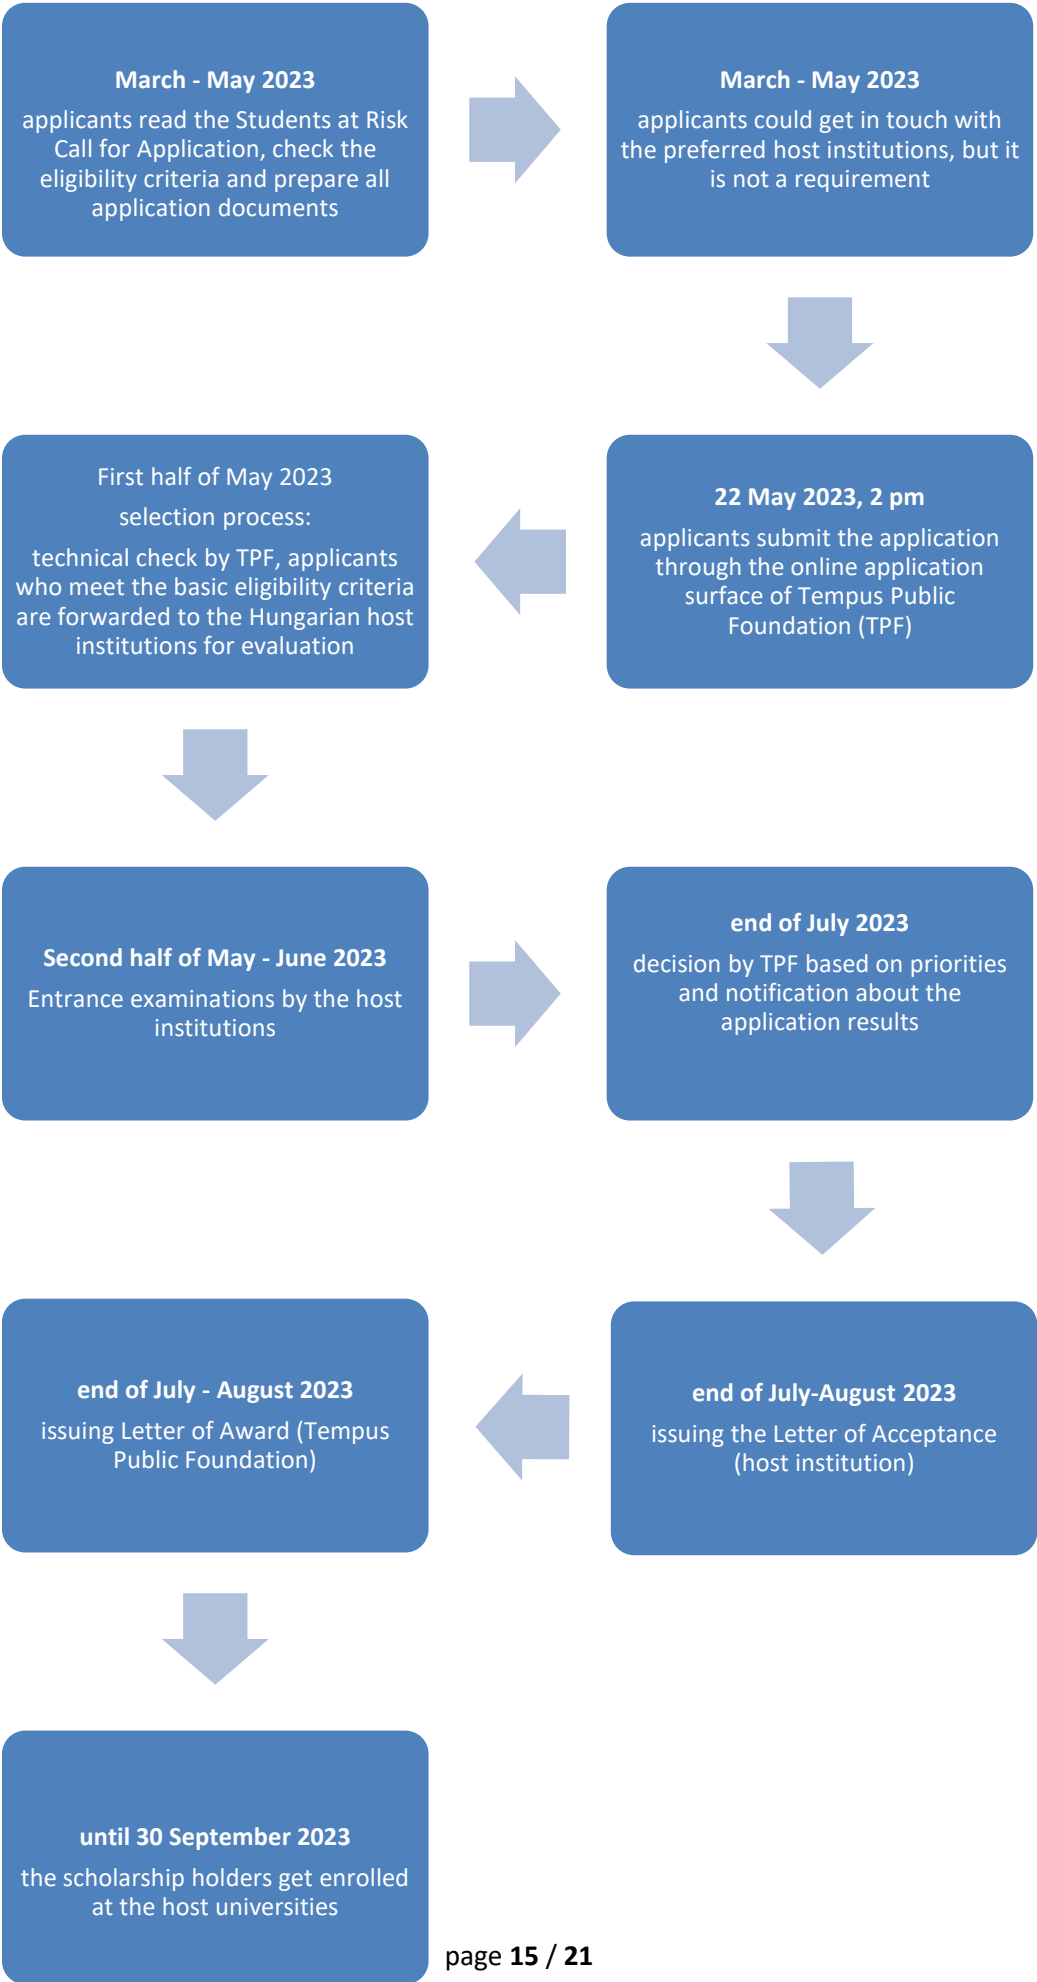 March - May 2023
applicants read the Students at Risk
Call for Application, check the
eligibility criteria and prepare all
application documents
March - May 2023
applicants could get in touch with
the preferred host institutions, but it
is not a requirement
22 May 2023, 2 pm
applicants submit the application
through the online application
surface of Tempus Public
Foundation (TPF)
First half of May 2023
selection process:
technical check by TPF, applicants
who meet the basic eligibility criteria
are forwarded to the Hungarian host
institutions for evaluation
Second half of May - June 2023
Entrance examinations by the host
institutions
end of July 2023
decision by TPF based on priorities
and notification about the
application results
end of July-August 2023
issuing the Letter of Acceptance
(host institution)
end of July - August 2023
issuing Letter of Award (Tempus
Public Foundation)
until 30 September 2023
the scholarship holders get enrolled
at the host universities
page 15 / 21